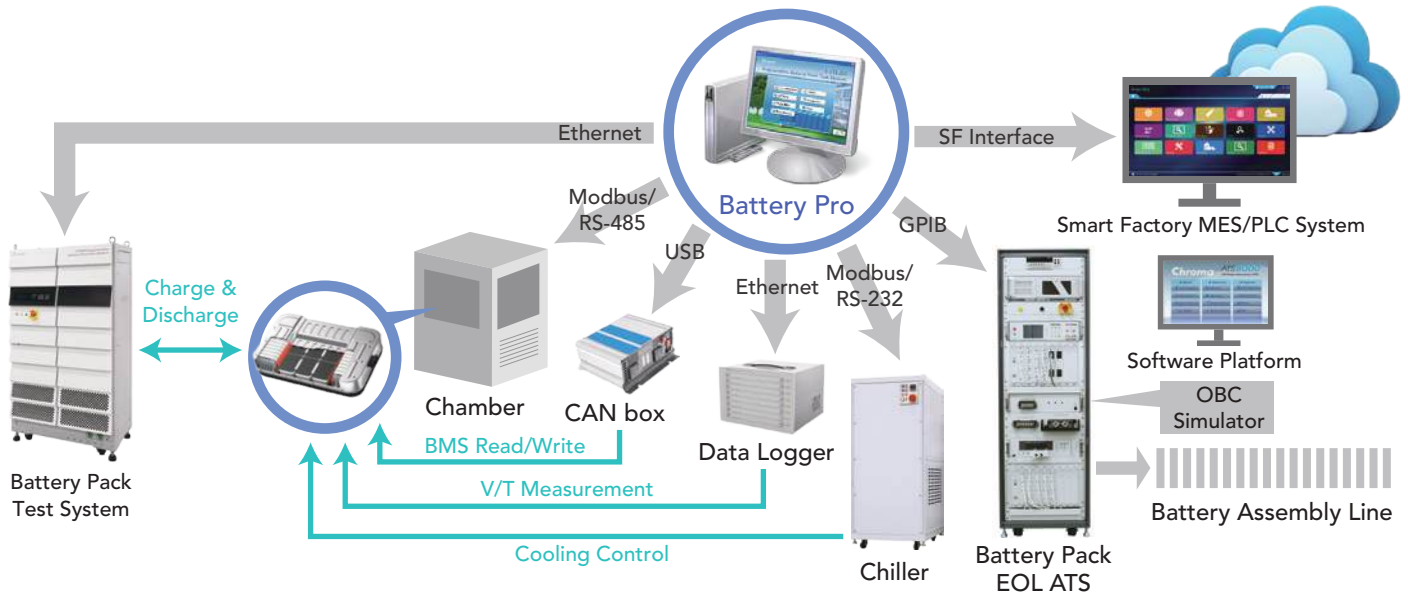 Ethernet
SF Interface
Modbus/
RS-485
Battery Pro
GPIB
Smart Factory MES/PLC System
USB
Ethernet
Modbus/
RS-232
Charge &
Discharge
Chroma
Software Platform
OBC
Simulator
Chamber
CAN box
Data Logger
BMS Read/Write
V/T Measurement
Cooling Control
Battery Pack
Test System
Chiller
Battery Pack
EOL ATS
Battery Assembly Line